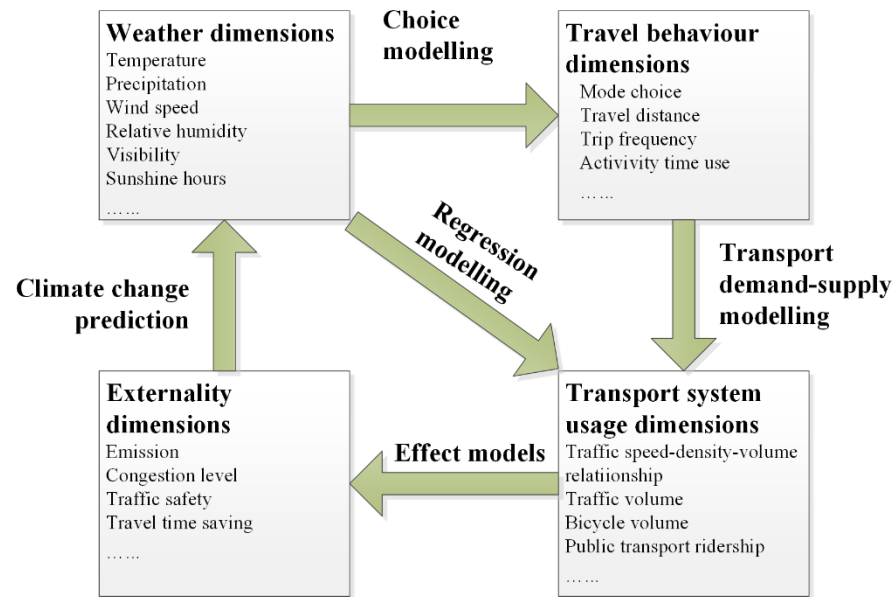 Weather dimensions
Temperature
Precipitation
Wind speed
Relative humidity
Visibility
Sunshine hours
… …
Choice
modelling
Travel behaviour
dimensions
Mode choice
Travel distance
Trip frequency
Activivity time use
… …
Regression
modelling
Transport
demand-supply
modelling
Climate change
prediction
Externality
dimensions
Emission
Congestion level
Traffic safety
Travel time saving
… …
Effect models
Transport system
usage dimensions
Traffic speed-density-volume
relatiionship
Traffic volume
Bicycle volume
Public transport ridership
… …